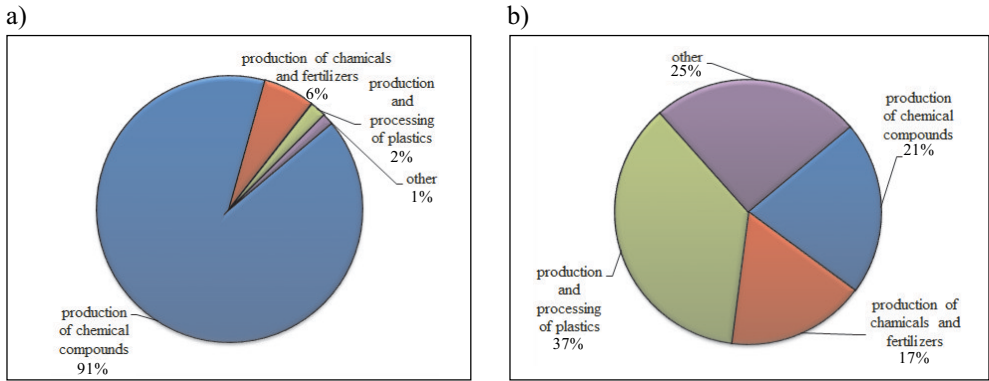 a)
production of chamicals
and fertilizers
6%
production
and
processing
of plastics
2%
other
1%
production
of chemical
compounds
91%
b)
other
25%
production
of chemical
compounds
21%
production
and
processing
of plastics
37%
production of
chamicals and
fertilizers
17%